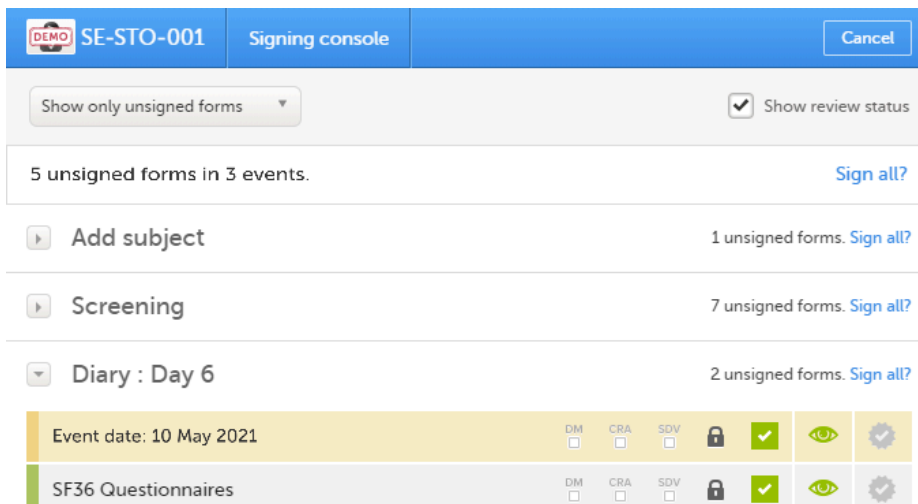 DEMO SE-STO-001 Signing console Cancel
Show only unsigned forms Show review status
5 unsigned forms in 3 events. Sign all?
Add subject 1 unsigned forms. Sign all?
Screening 7 unsigned forms. Sign all?
Diary : Day 6 2 unsigned forms. Sign all?
Event date: 10 May 2021 DM CRA SDV
SF36 Questionnaires DM CRA SDV